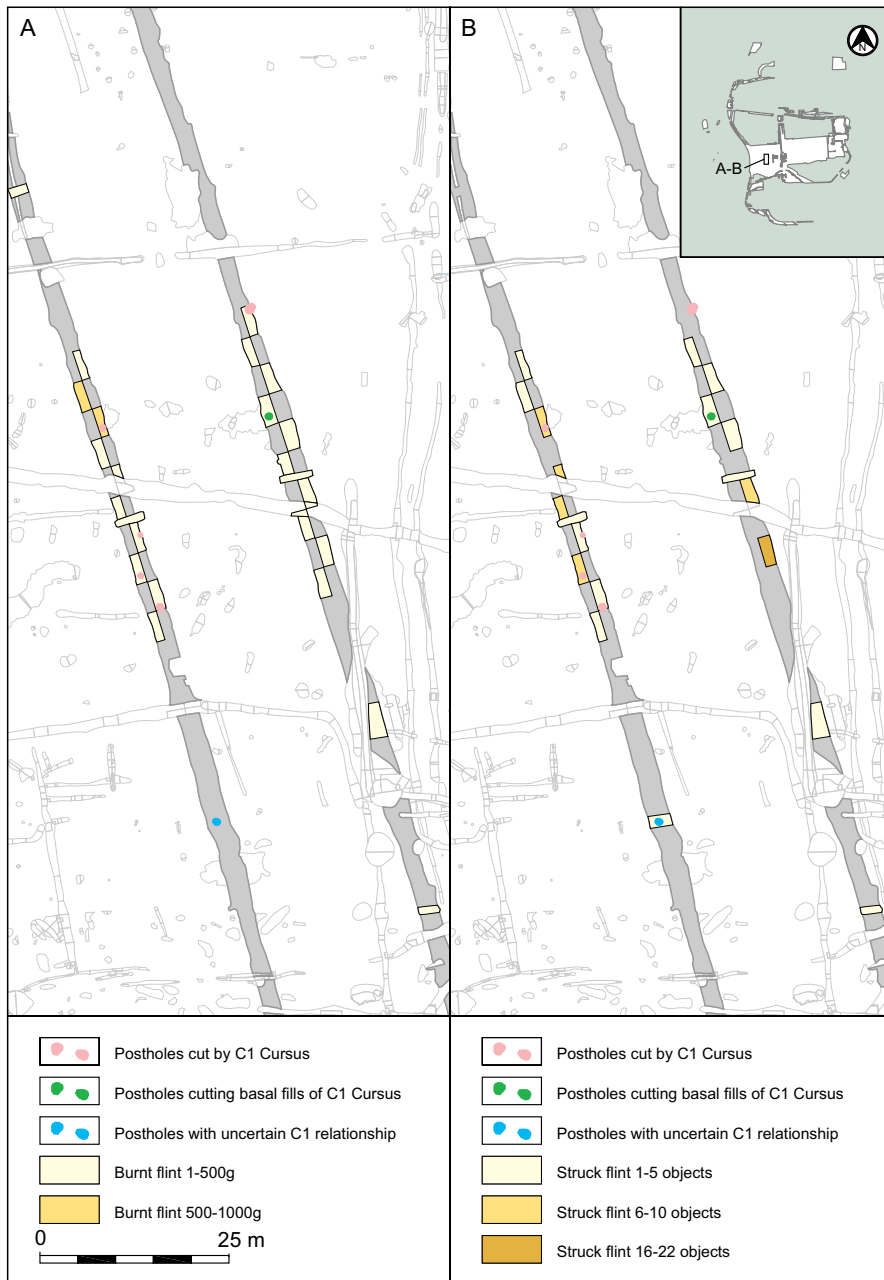 A
B
N
A-B
Postholes cut by C1 Cursus
Postholes cutting basal fills of C1 Cursus
Postholes with uncertain C1 relationship
Burnt flint 1-500g
Burnt flint 500-1000g
0
25 m
Postholes cut by C1 Cursus
Postholes cutting basal fills of C1 Cursus
Postholes with uncertain C1 relationship
Struck flint 1-5 objects
Struck flint 6-10 objects
Struck flint 16-22 objects